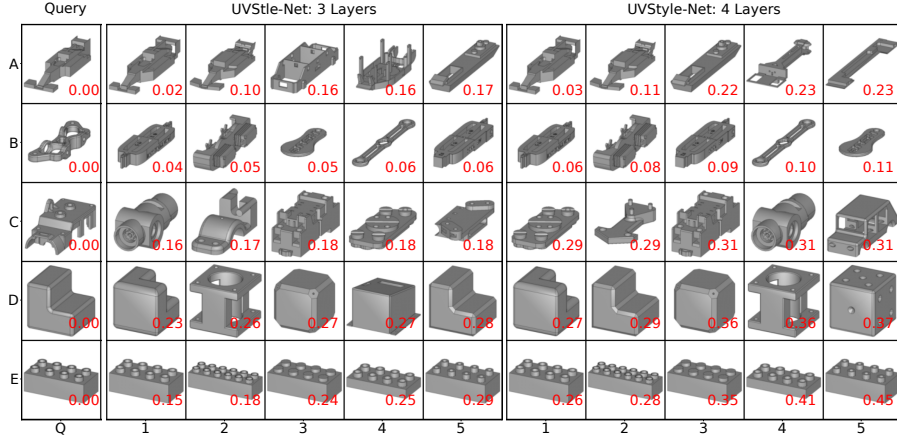 Query UVStle-Net: 3 Layers UVStyle-Net: 4 Layers
A 0.00 0.02 0.10 0.16 0.16 0.17 0.03 0.11 0.22 0.23 0.23
B 0.00 0.04 0.05 0.05 0.06 0.06 0.06 0.08 0.09 0.10 0.11
C 0.00 0.16 0.17 0.18 0.18 0.18 0.29 0.29 0.31 0.31 0.31
D 0.00 0.23 0.26 0.27 0.27 0.28 0.27 0.29 0.36 0.36 0.37
E 0.00 0.15 0.18 0.24 0.25 0.29 0.26 0.28 0.35 0.41 0.45
Q 1 2 3 4 5 1 2 3 4 5